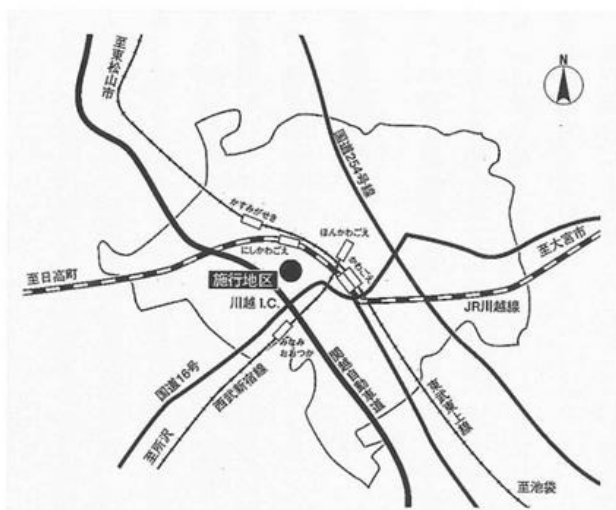 至東松山市
N
国道254号線
かすみがせき
ほんかわごえ
至大宮市
にしかわごえ
かわごえ
至日高町
施行地区
川越 I.C.
JR川越線
みなみ
おおつか
国道16号
西武新宿線
関越自動車道
東武東上線
至所沢
至池袋